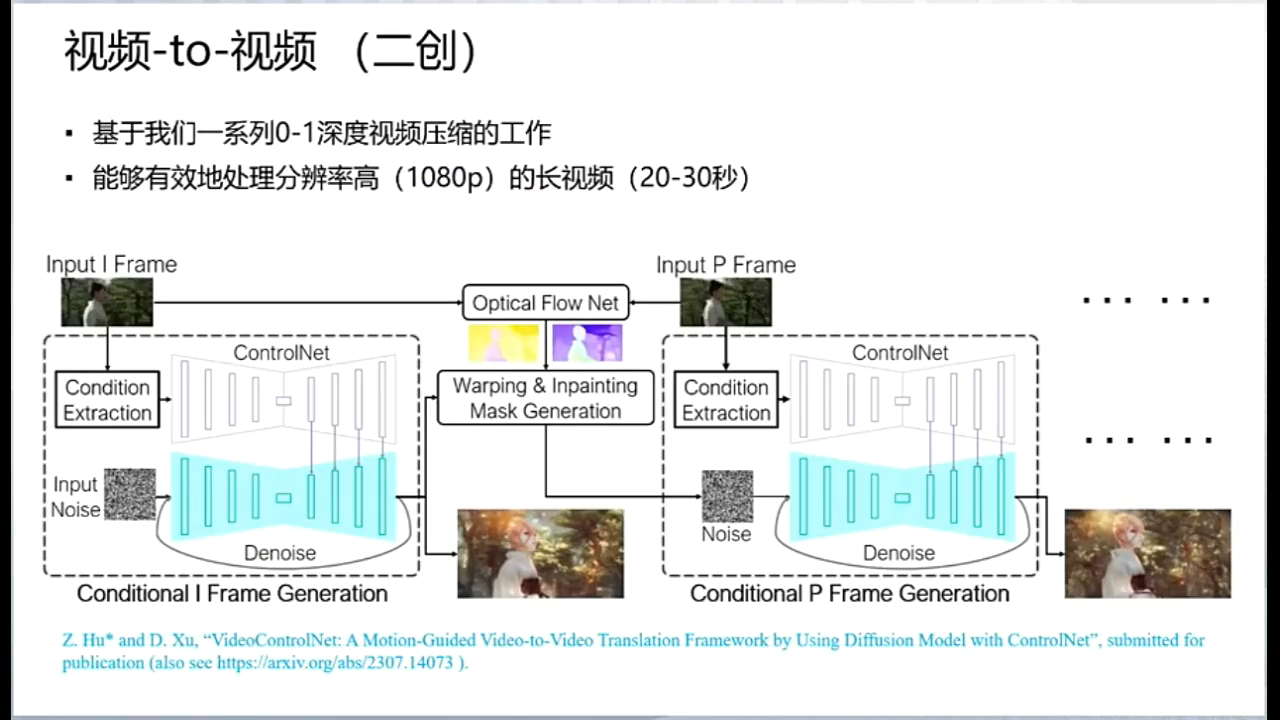 视频-to-视频 （二创）
▪ 基于我们一系列0-1深度视频压缩的工作
▪ 能够有效地处理分辨率高（1080p）的长视频（20-30秒）
Input I Frame
Input P Frame
Optical Flow Net
... ...
ControlNet
ControlNet
Condition
Extraction
Warping & Inpainting
Mask Generation
Condition
Extraction
... ...
Input
Noise
Noise
Denoise
Denoise
Conditional I Frame Generation
Conditional P Frame Generation
Z. Hu* and D. Xu, “VideoControlNet: A Motion-Guided Video-to-Video Translation Framework by Using Diffusion Model with ControlNet”, submitted for
publication (also see https://arxiv.org/abs/2307.14073 ).